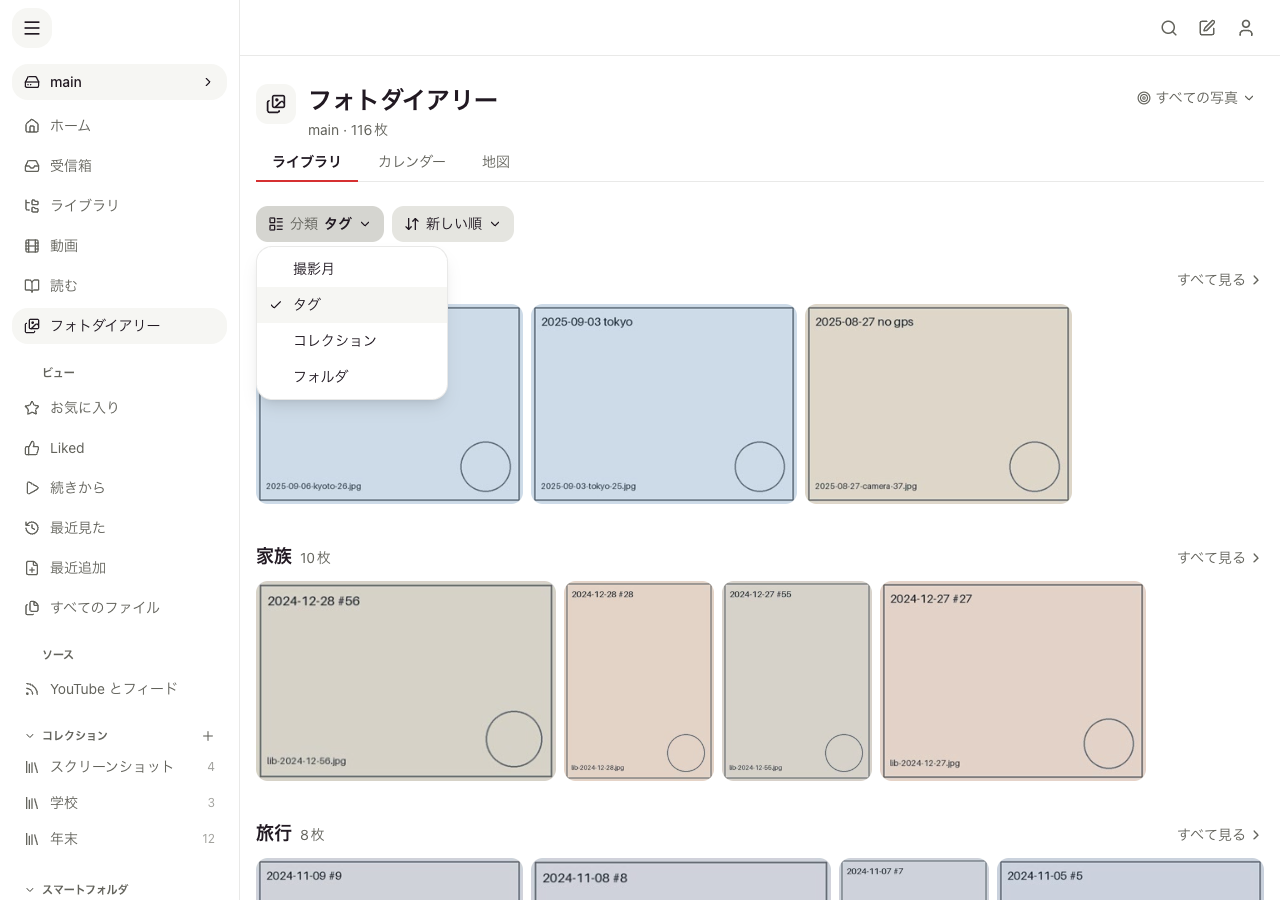 main
ホーム
受信箱
ライブラリ
動画
読む
フォトダイアリー
ビュー
お気に入り
Liked
続きから
最近見た
最近追加
すべてのファイル
ソース
YouTube とフィード
コレクション
スクリーンショット 4
学校 3
年末 12
スマートフォルダ
フォトダイアリー
main · 116枚
すべての写真
ライブラリ カレンダー 地図
分類 タグ 新しい順
撮影月
タグ
コレクション
フォルダ
すべて見る
2025-09-06-kyoto-26.jpg
2025-09-03 tokyo
2025-09-03-tokyo-25.jpg
2025-08-27 no gps
2025-08-27-camera-37.jpg
家族 10枚 すべて見る
2024-12-28 #56
lib-2024-12-56.jpg
2024-12-28 #28
lib-2024-12-28.jpg
2024-12-27 #55
lib-2024-12-55.jpg
2024-12-27 #27
lib-2024-12-27.jpg
旅行 8枚 すべて見る
2024-11-09 #9
2024-11-08 #8
2024-11-07 #7
2024-11-05 #5